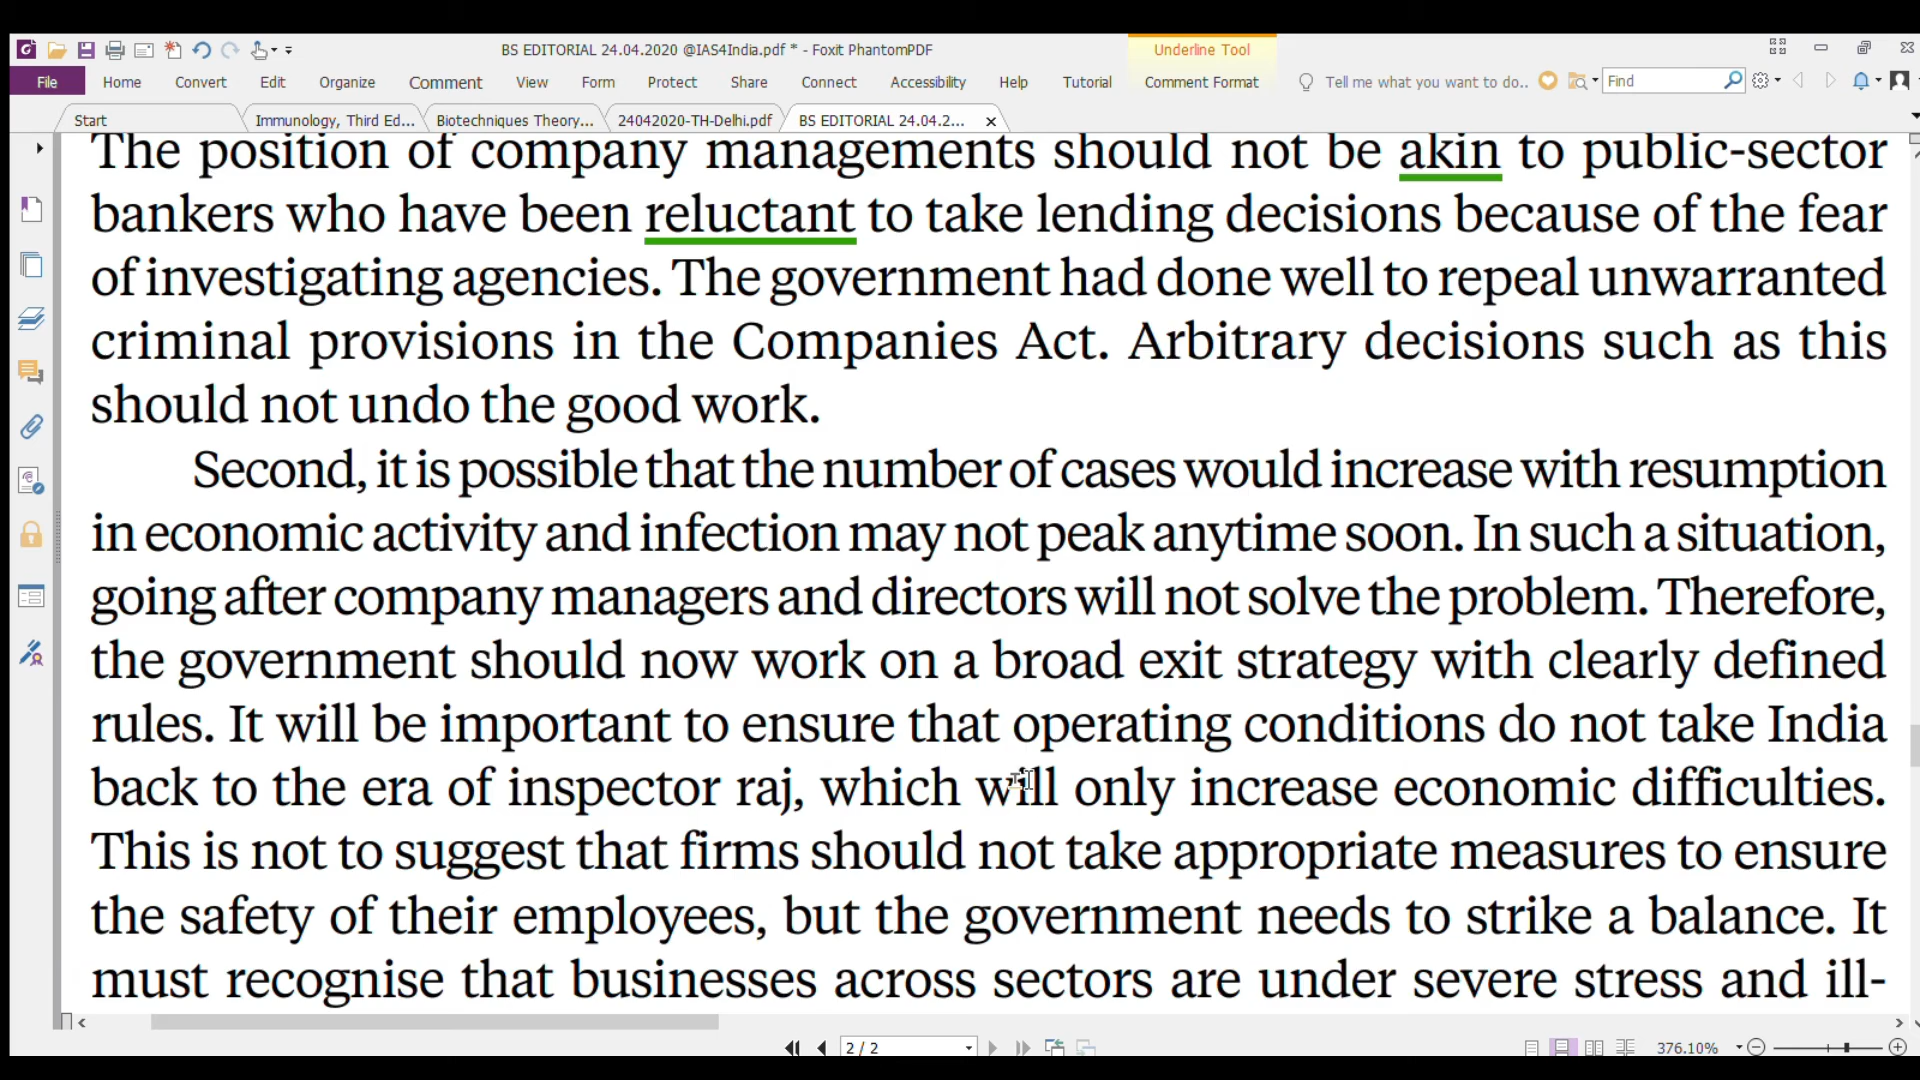 BS EDITORIAL 24.04.2020 @IAS4India.pdf * - Foxit PhantomPDF
Underline Tool
File Home Convert Edit Organize Comment View Form Protect Share Connect Accessibility Help Tutorial Comment Format Tell me what you want to do.. Find
Start Immunology, Third Ed... Biotechniques Theory... 24042020-TH-Delhi.pdf BS EDITORIAL 24.04.2...
The position of company managements should not be akin to public-sector
bankers who have been reluctant to take lending decisions because of the fear
of investigating agencies. The government had done well to repeal unwarranted
criminal provisions in the Companies Act. Arbitrary decisions such as this
should not undo the good work.
Second, it is possible that the number of cases would increase with resumption
in economic activity and infection may not peak anytime soon. In such a situation,
going after company managers and directors will not solve the problem. Therefore,
the government should now work on a broad exit strategy with clearly defined
rules. It will be important to ensure that operating conditions do not take India
back to the era of inspector raj, which will only increase economic difficulties.
This is not to suggest that firms should not take appropriate measures to ensure
the safety of their employees, but the government needs to strike a balance. It
must recognise that businesses across sectors are under severe stress and ill-
2 / 2 376.10%